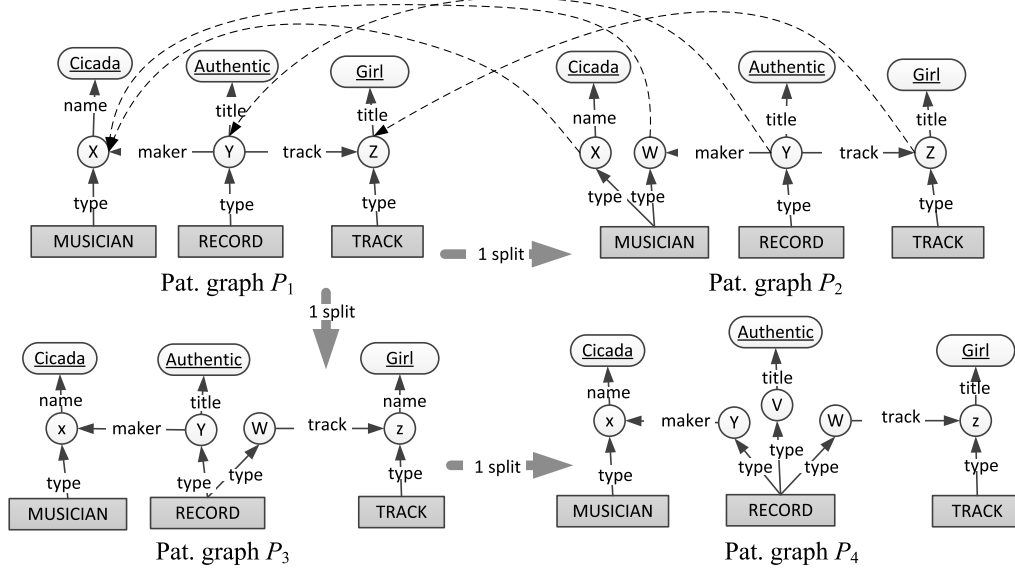 Cicada Authentic Girl Cicada Authentic Girl
name title title name title title
X maker Y track Z X W maker Y track Z
type type type type type type type
MUSICIAN RECORD TRACK 1 split MUSICIAN RECORD TRACK
Pat. graph P1 Pat. graph P2
1 split
Cicada Authentic Girl Cicada Authentic Girl
name title name name title title
x maker Y W track z x maker Y V W track z
type type type type type type type type type
MUSICIAN RECORD TRACK 1 split MUSICIAN RECORD TRACK
Pat. graph P3 Pat. graph P4